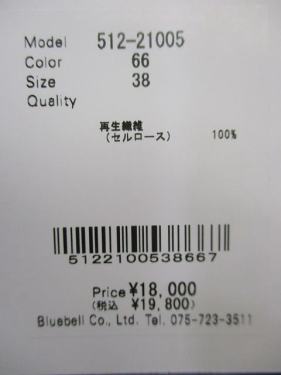 Model 512-21005
Color 66
Size 38
Quality
再生繊維
(セルロース) 100%
5122100538667
Price ¥18,000
(税込 ¥19,800)
Bluebell Co., Ltd. Tel. 075-723-3511